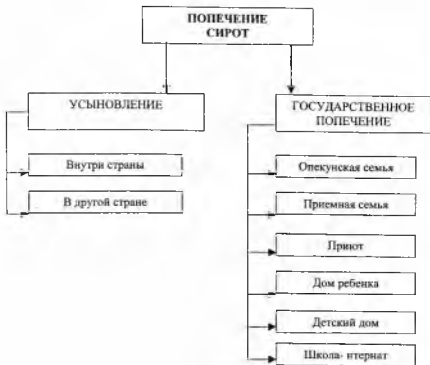 ПОПЕЧЕНИЕ
СИРОТ
УСЫНОВЛЕНИЕ
Внутри страны
В другой стране
ГОСУДАРСТВЕННОЕ
ПОПЕЧЕНИЕ
Опекунская семья
Приемная семья
Приют
Дом ребенка
Детский дом
Школа- нтернат